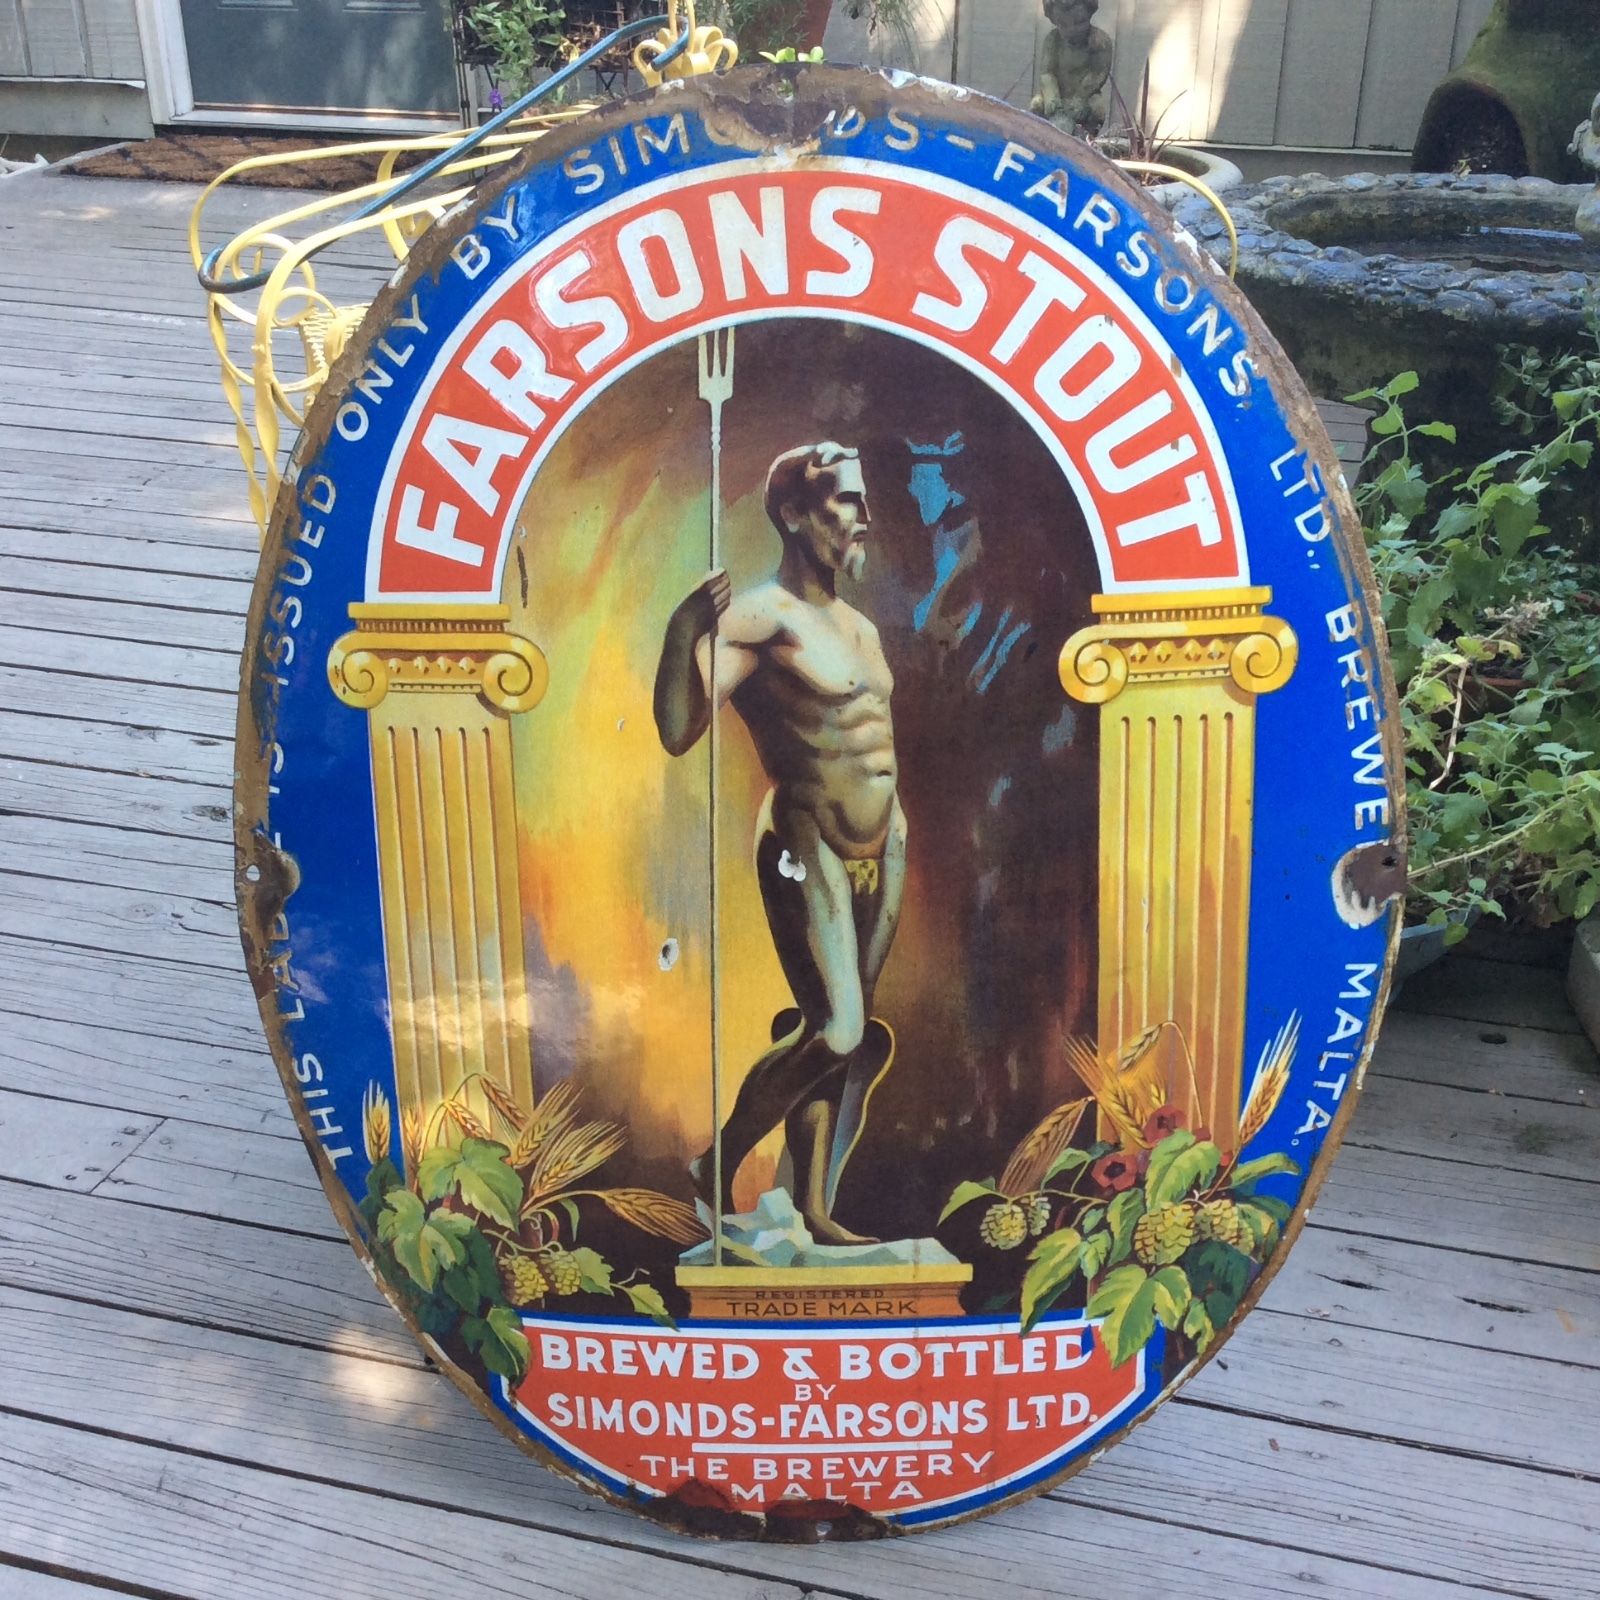 THIS LABEL IS ISSUED ONLY BY SIMONDS-FARSONS, LTD., MALTA.
FARSONS STOUT
REGISTERED
TRADE MARK
BREWED & BOTTLED
BY
SIMONDS-FARSONS LTD.
THE BREWERY
MALTA